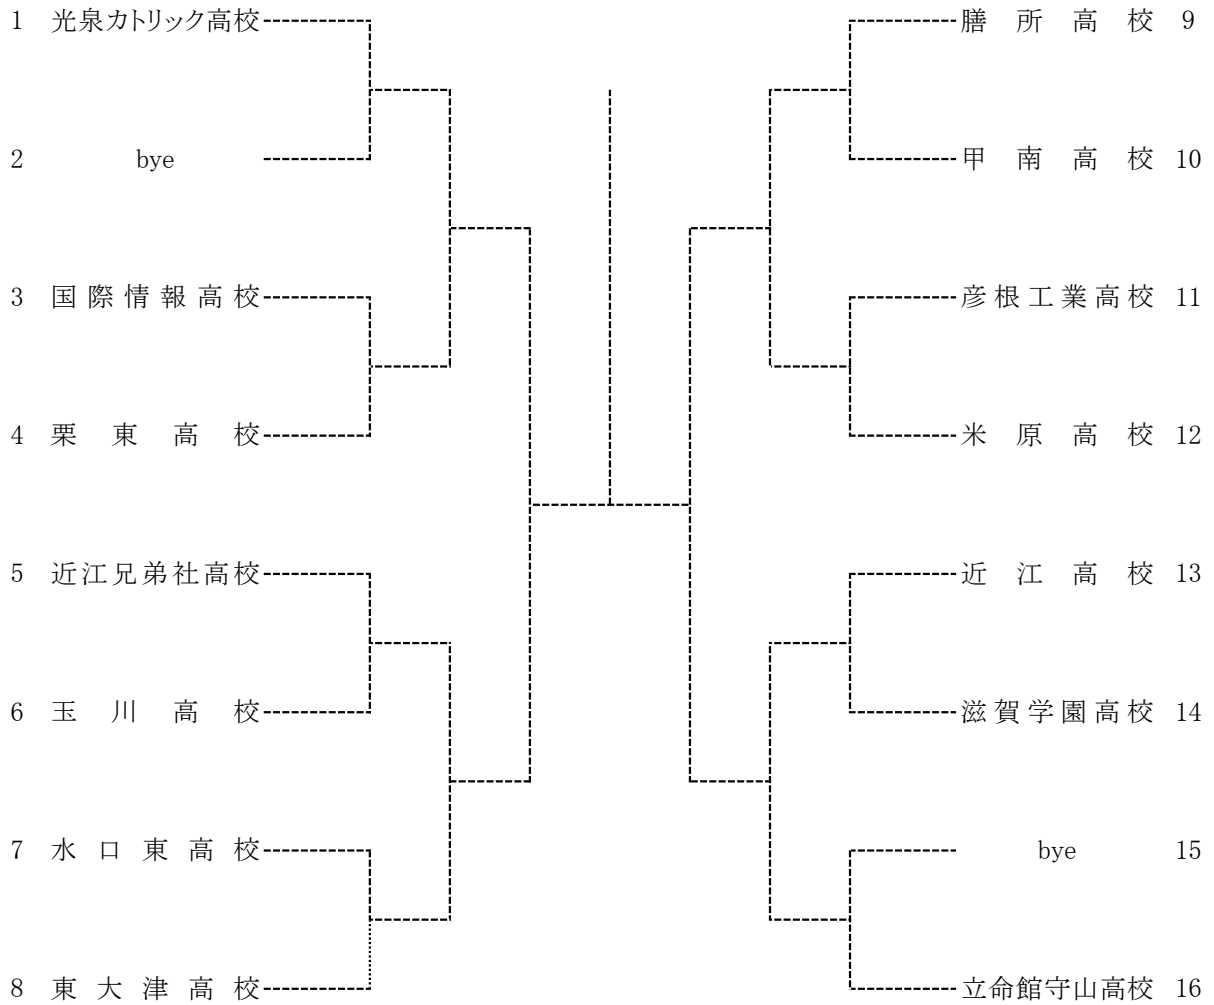 1 光泉カトリック高校
2 bye
3 国際情報高校
4 栗東高校
5 近江兄弟社高校
6 玉川高校
7 水口東高校
8 東大津高校
膳所高校 9
甲南高校 10
彦根工業高校 11
米原高校 12
近江高校 13
滋賀学園高校 14
bye 15
立命館守山高校 16